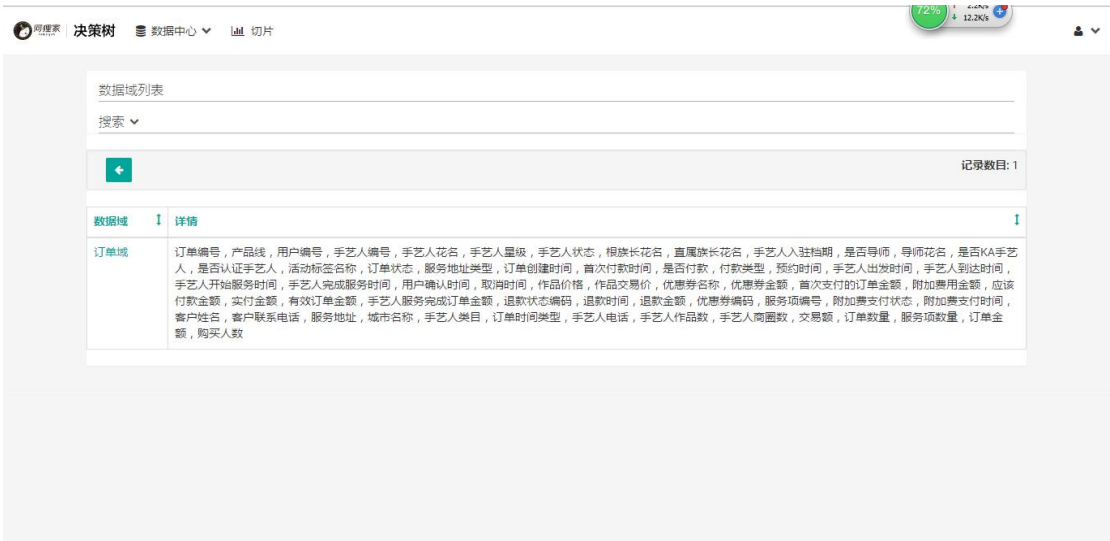 72%
2.2K/s
12.2K/s
决策树
数据中心
切片
数据域列表
搜索
记录数目: 1
数据域
详情
订单域
订单编号 , 产品线 , 用户编号 , 手艺人编号 , 手艺人花名 , 手艺人星级 , 手艺人状态 , 根族长花名 , 直属族长花名 , 手艺人入驻档期 , 是否导师 , 导师花名 , 是否KA手艺
人 , 是否认证手艺人 , 活动标签名称 , 订单状态 , 服务地址类型 , 订单创建时间 , 首次付款时间 , 是否付款 , 付款类型 , 预约时间 , 手艺人出发时间 , 手艺人到达时间 ,
手艺人开始服务时间 , 手艺人完成服务时间 , 用户确认时间 , 取消时间 , 作品价格 , 作品交易价 , 优惠券名称 , 优惠券金额 , 首次支付的订单金额 , 附加费用金额 , 应该
付款金额 , 实付金额 , 有效订单金额 , 手艺人服务完成订单金额 , 退款状态编码 , 退款时间 , 退款金额 , 优惠券编码 , 服务项编号 , 附加费支付状态 , 附加费支付时间 ,
客户姓名 , 客户联系电话 , 服务地址 , 城市名称 , 手艺人类目 , 订单时间类型 , 手艺人电话 , 手艺人作品数 , 手艺人商圈数 , 交易额 , 订单数量 , 服务项数量 , 订单金
额 , 购买人数